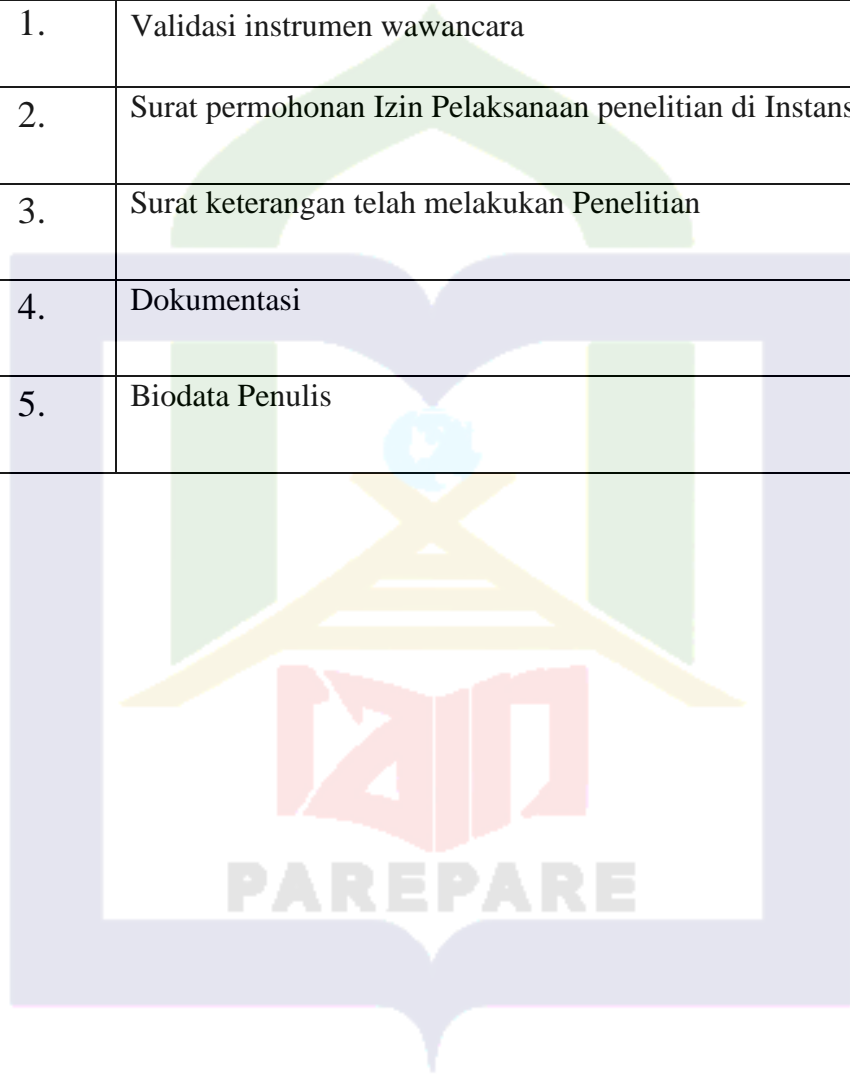 1. Validasi instrumen wawancara
2. Surat permohonan Izin Pelaksanaan penelitian di
3. Surat keterangan telah melakukan Penelitian
4. Dokumentasi
5. Biodata Penulis
iain
PAREPARE